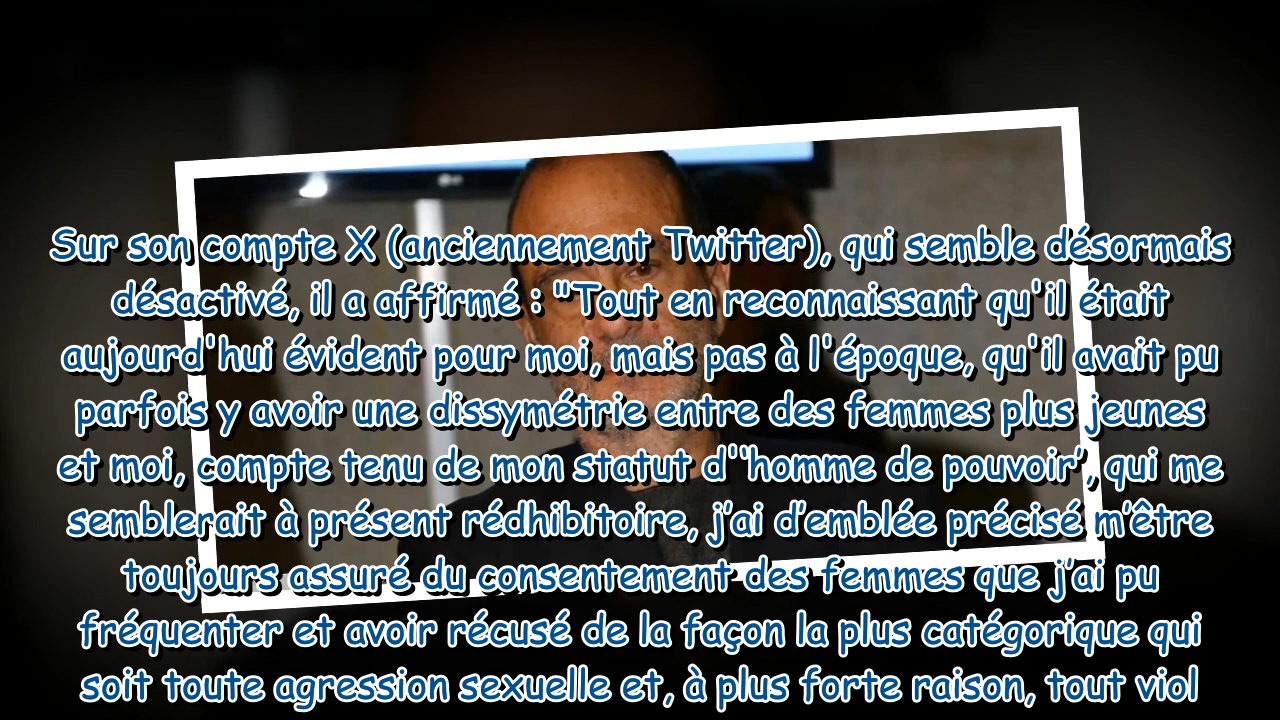 Sur son compte X (anciennement Twitter), qui semble désormais
désactivé, il a affirmé : "Tout en reconnaissant qu'il était
aujourd'hui évident pour moi, mais pas à l'époque, qu'il avait pu
parfois y avoir une dissymétrie entre des femmes plus jeunes
et moi, compte tenu de mon statut d'‘homme de pouvoir’, qui me
semblerait à présent rédhibitoire, j’ai d’emblée précisé m’être
toujours assuré du consentement des femmes que j’ai pu
fréquenter et avoir récusé de la façon la plus catégorique qui
soit toute agression sexuelle et, à plus forte raison, tout viol